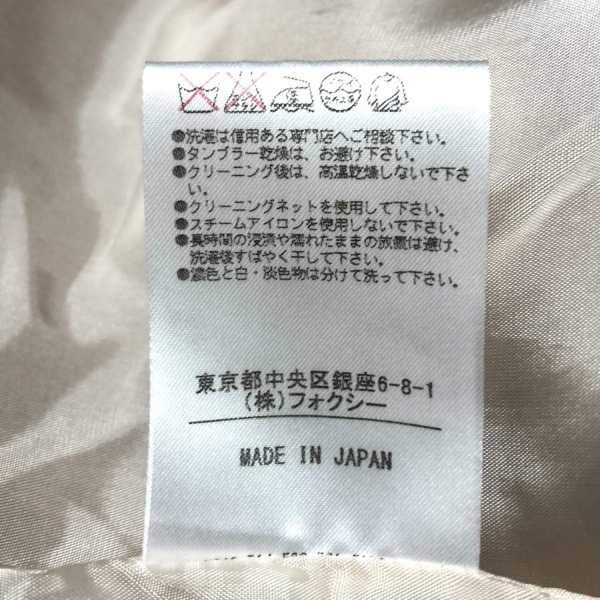 ●洗濯は信用ある専門店へご相談下さい。
●タンブラー乾燥は、お避け下さい。
●クリーニング後は、高温乾燥しないで下さ
い。
●クリーニングネットを使用して下さい。
●スチームアイロンを使用しないで下さい。
●長時間の浸漬や濡れたままの放置は避け、
洗濯後すばやく干して下さい。
●濃色と白・淡色物は分けて洗って下さい。
東京都中央区銀座6-8-1
(株)フォクシー
MADE IN JAPAN